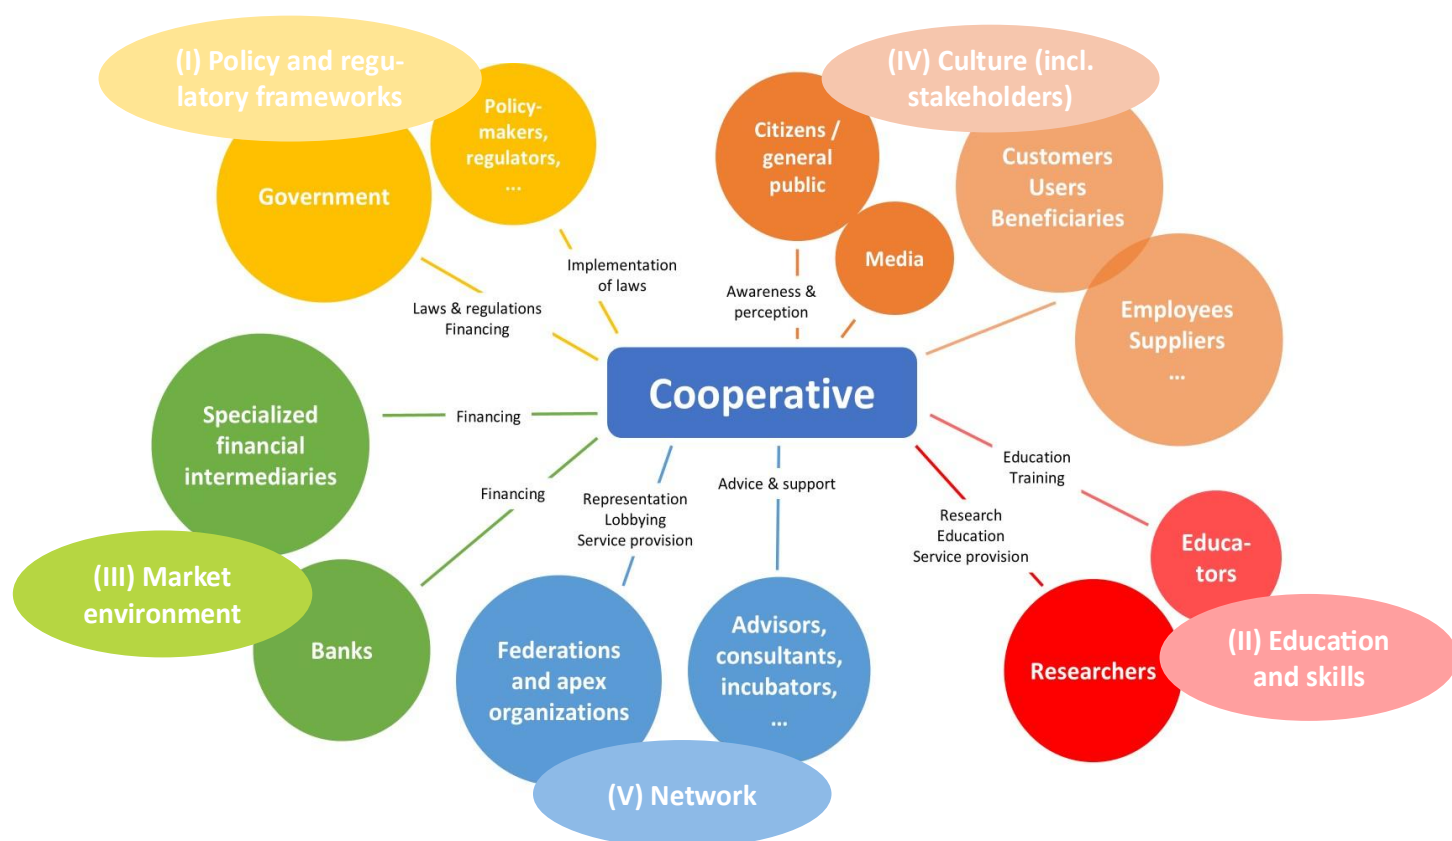 (I) Policy and regu-
latory frameworks
Government
Policy-
makers,
regulators,
...
Implementation
of laws
Laws & regulations
Financing
(IV) Culture (incl.
stakeholders)
Citizens /
general
public
Media
Awareness &
perception
Customers
Users
Beneficiaries
Employees
Suppliers
...
Cooperative
Specialized
financial
intermediaries
Financing
Financing
(III) Market
environment
Banks
Representation
Lobbying
Service provision
Federations
and apex
organizations
Advice & support
Advisors,
consultants,
incubators,
...
(V) Network
Education
Training
Research
Education
Service provision
Educa-
tors
Researchers
(II) Education
and skills